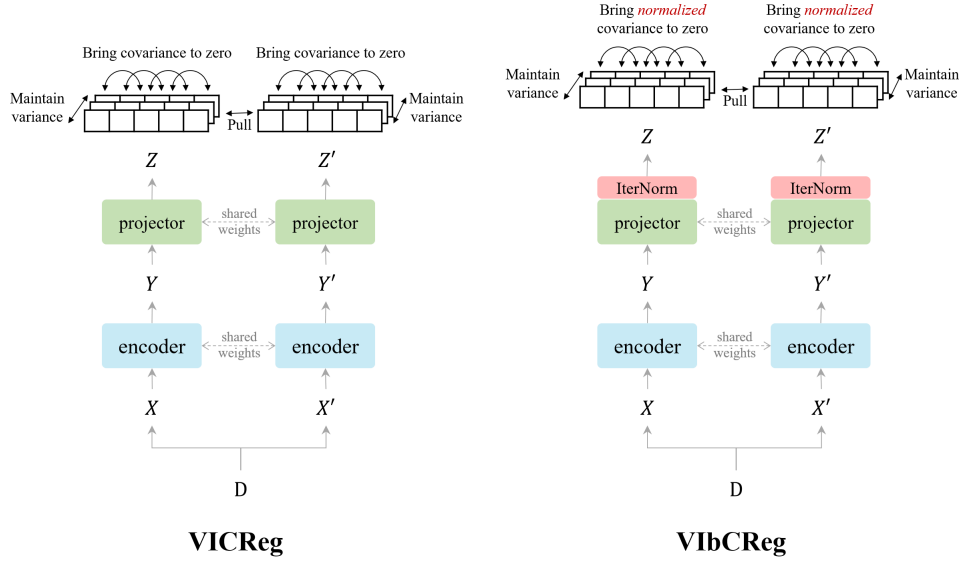 Bring covariance to zero
Bring covariance to zero
Maintain
variance
Pull
Maintain
variance
Z
Z′
projector
shared
weights
projector
Y
Y′
encoder
shared
weights
encoder
X
X′
D
VICReg
Bring normalized
covariance to zero
Bring normalized
covariance to zero
Maintain
variance
Pull
Maintain
variance
Z
Z′
IterNorm
IterNorm
projector
shared
weights
projector
Y
Y′
encoder
shared
weights
encoder
X
X′
D
VIbCReg